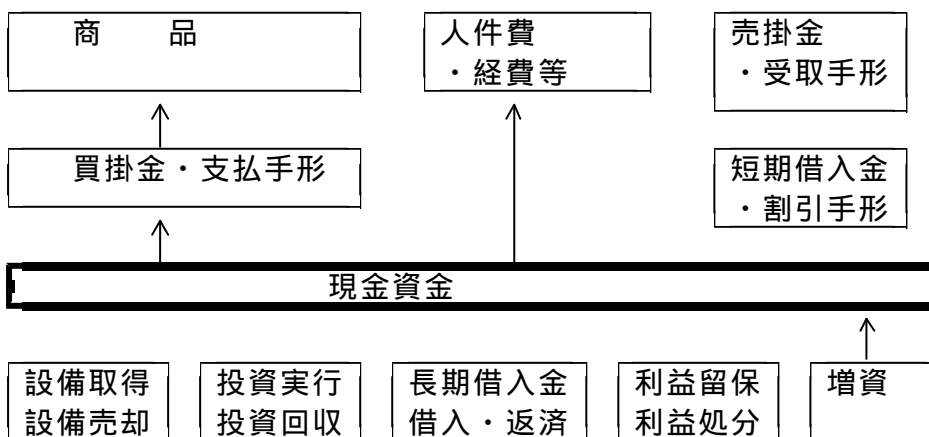 商　　品
人件費
・経費等
売掛金
・受取手形
買掛金・支払手形
短期借入金
・割引手形
現金資金
設備取得
設備売却
投資実行
投資回収
長期借入金
借入・返済
利益留保
利益処分
増資